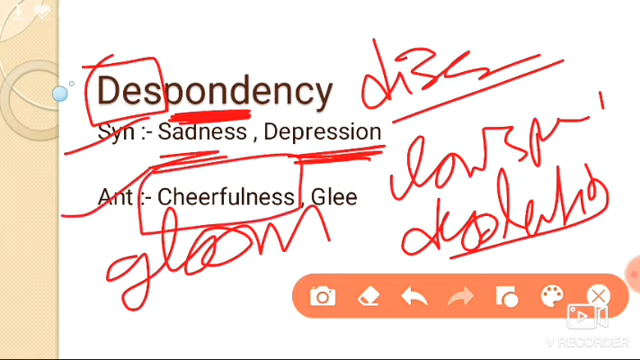 Despondency
Syn :- Sadness , Depression
Ant :- Cheerfulness , Glee
gloom
V RECORDER